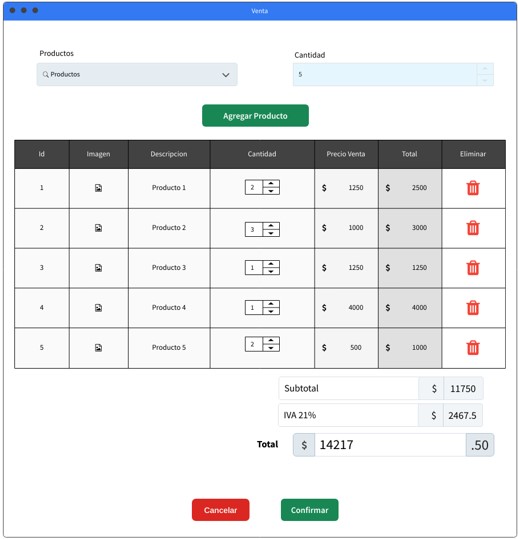 Venta
Productos
Cantidad
Productos
5
Agregar Producto
Id Imagen Descripcion Cantidad Precio Venta Total Eliminar
1 Producto 1 2 $ 1250 $ 2500
2 Producto 2 3 $ 1000 $ 3000
3 Producto 3 1 $ 1250 $ 1250
4 Producto 4 1 $ 4000 $ 4000
5 Producto 5 2 $ 500 $ 1000
Subtotal $ 11750
IVA 21% $ 2467.5
Total $ 14217 .50
Cancelar Confirmar